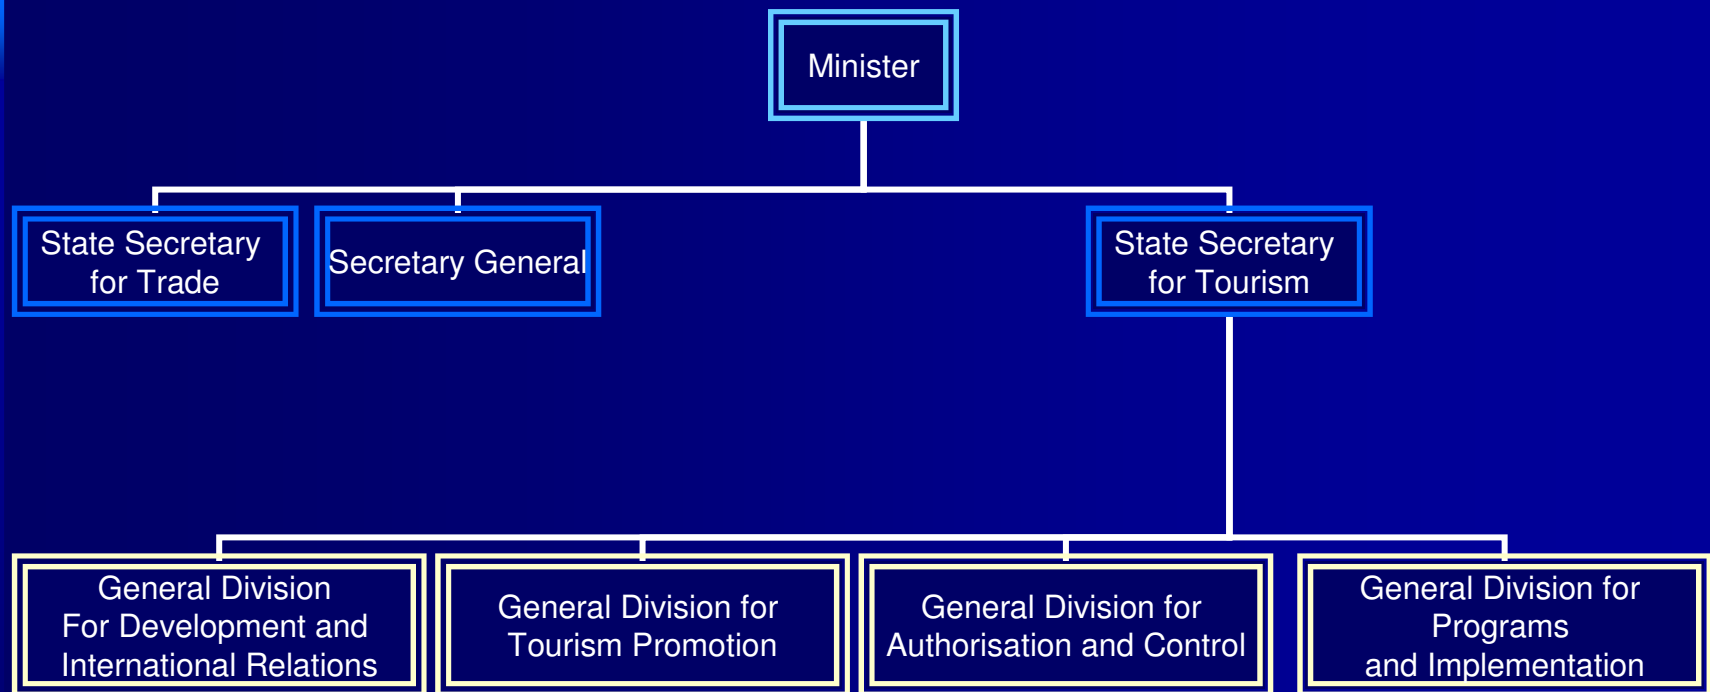 Minister
State Secretary
for Trade
Secretary General
State Secretary
for Tourism
General Division
For Development and
International Relations
General Division for
Tourism Promotion
General Division for
Authorisation and Control
General Division for
Programs
and Implementation